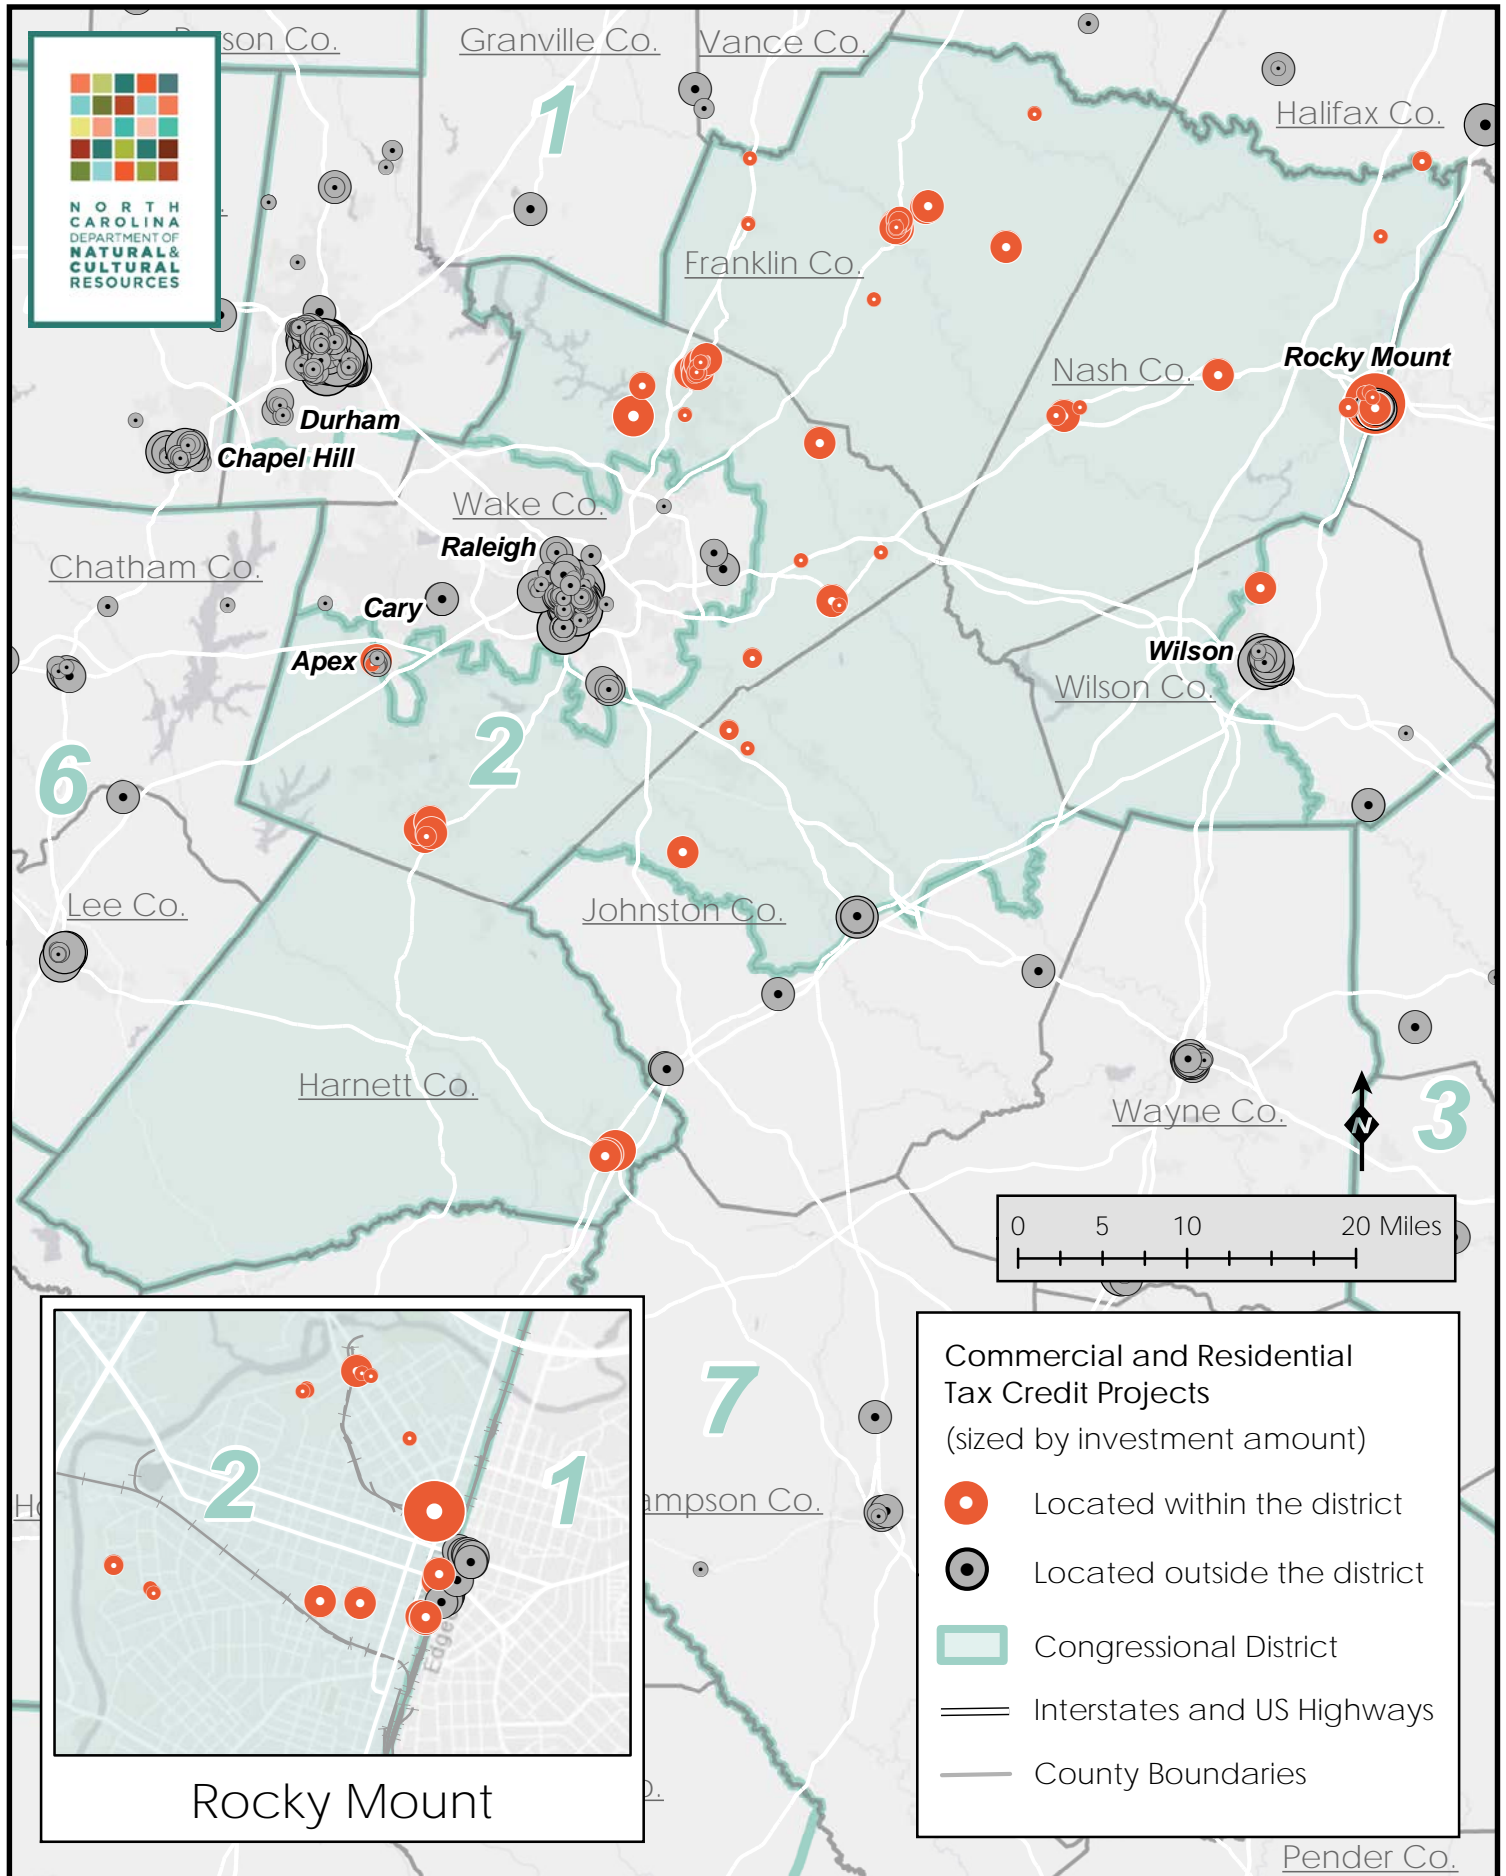 son Co.
Granville Co.
Vance Co.
Halifax Co.
1
NORTH
CAROLINA
DEPARTMENT OF
NATURAL &
CULTURAL
RESOURCES
Franklin Co.
Nash Co.
Rocky Mount
Durham
Chapel Hill
Wake Co.
Raleigh
Chatham Co.
Cary
Apex
Wilson
Wilson Co.
2
6
Lee Co.
Johnston Co.
Harnett Co.
Wayne Co.
3
N
0 5 10 20 Miles
7
ampson Co.
Pender Co.
2
1
Edge
Rocky Mount
Commercial and Residential
Tax Credit Projects
(sized by investment amount)
Located within the district
Located outside the district
Congressional District
Interstates and US Highways
County Boundaries